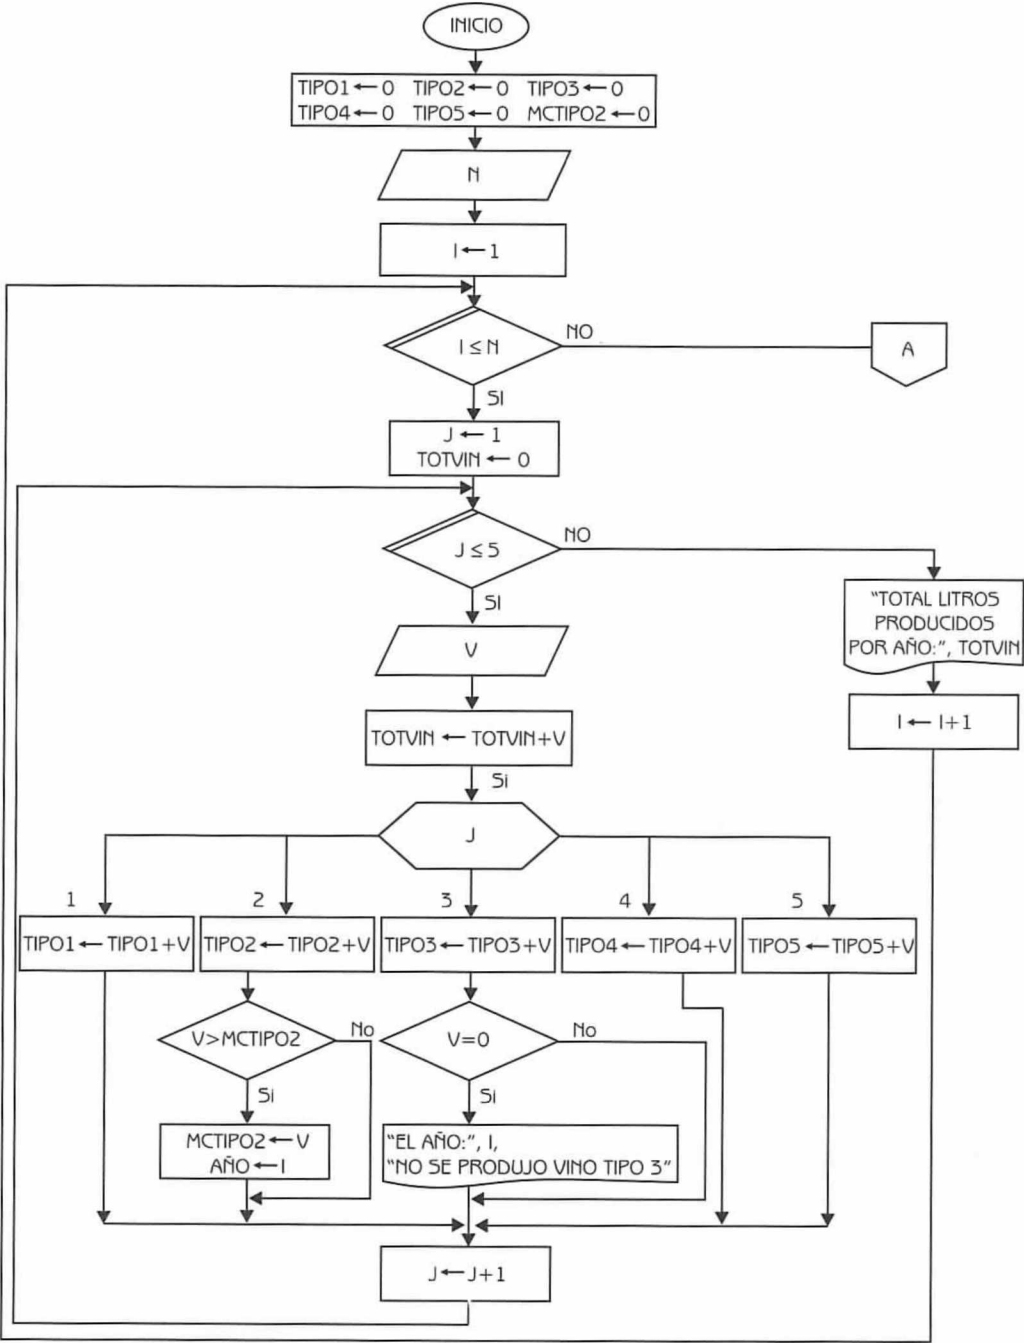 INICIO
TIPO1 ← 0 TIPO2 ← 0 TIPO3 ← 0
TIPO4 ← 0 TIPO5 ← 0 MCTIPO2 ← 0
N
I ← 1
I ≤ N
NO
A
SI
J ← 1
TOTVIN ← 0
J ≤ 5
NO
SI
"TOTAL LITROS
PRODUCIDOS
POR AÑO:", TOTVIN
V
I ← I+1
TOTVIN ← TOTVIN+V
Si
J
1
2
3
4
5
TIPO1 ← TIPO1+V
TIPO2 ← TIPO2+V
TIPO3 ← TIPO3+V
TIPO4 ← TIPO4+V
TIPO5 ← TIPO5+V
V>MCTIPO2
No
V=0
No
Si
Si
MCTIPO2 ← V
AÑO ← I
"EL AÑO:", I,
"NO SE PRODUJO VINO TIPO 3"
J ← J+1